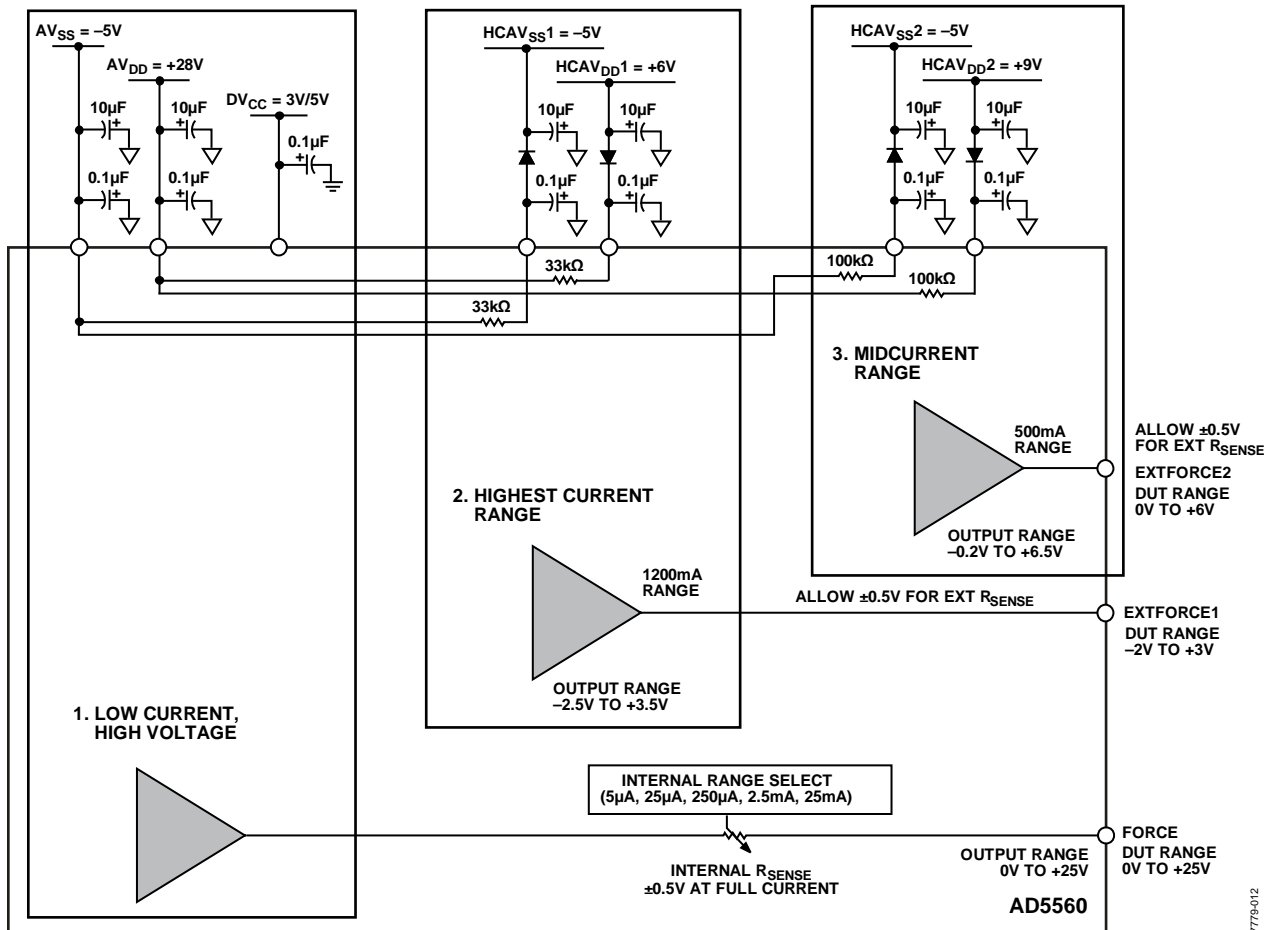 AVSS = –5V
AVDD = +28V
DVCC = 3V/5V
10µF
+
10µF
+
0.1µF
+
0.1µF
+
0.1µF
+
HCAVSS1 = –5V
HCAVDD1 = +6V
10µF
+
10µF
+
0.1µF
+
0.1µF
+
HCAVSS2 = –5V
HCAVDD2 = +9V
10µF
+
10µF
+
0.1µF
+
0.1µF
+
33kΩ
100kΩ
100kΩ
33kΩ
3. MIDCURRENT
RANGE
500mA
RANGE
OUTPUT RANGE
–0.2V TO +6.5V
ALLOW ±0.5V
FOR EXT RSENSE
EXTFORCE2
DUT RANGE
0V TO +6V
2. HIGHEST CURRENT
RANGE
1200mA
RANGE
OUTPUT RANGE
–2.5V TO +3.5V
ALLOW ±0.5V FOR EXT RSENSE
EXTFORCE1
DUT RANGE
–2V TO +3V
1. LOW CURRENT,
HIGH VOLTAGE
INTERNAL RANGE SELECT
(5µA, 25µA, 250µA, 2.5mA, 25mA)
INTERNAL RSENSE
±0.5V AT FULL CURRENT
OUTPUT RANGE
0V TO +25V
FORCE
DUT RANGE
0V TO +25V
AD5560
7779-012